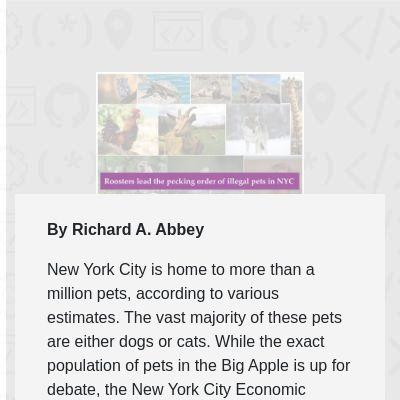 Roosters lead the pecking order of illegal pets in NYC
By Richard A. Abbey
New York City is home to more than a
million pets, according to various
estimates. The vast majority of these pets
are either dogs or cats. While the exact
population of pets in the Big Apple is up for
debate, the New York City Economic